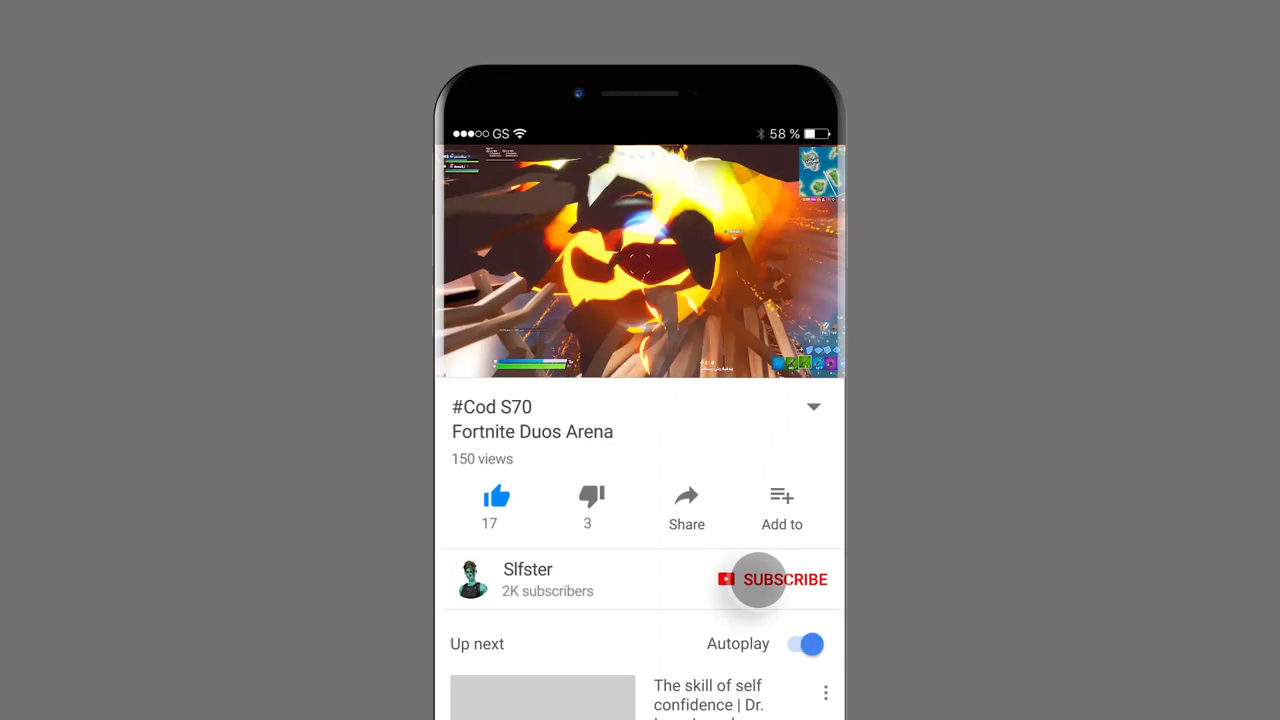 GS
58 %
#Cod S70
Fortnite Duos Arena
150 views
17
3
Share
Add to
Slfster
2K subscribers
SUBSCRIBE
Up next
Autoplay
The skill of self
confidence | Dr.